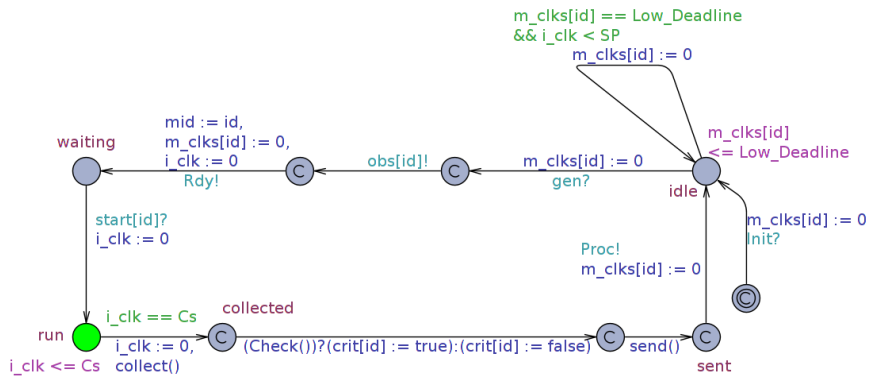 m_clks[id] == Low_Deadline
&& i_clk < SP
m_clks[id] := 0
mid := id,
m_clks[id] := 0,
i_clk := 0
Rdy!
waiting
C
obs[id]!
C
m_clks[id] := 0
gen?
m_clks[id]
<= Low_Deadline
idle
start[id]?
i_clk := 0
Proc!
m_clks[id] := 0
m_clks[id] := 0
Init?
C
run
i_clk <= Cs
i_clk == Cs
i_clk := 0,
collect()
collected
C
(Check())?(crit[id] := true):(crit[id] := false)
C
send()
C
sent